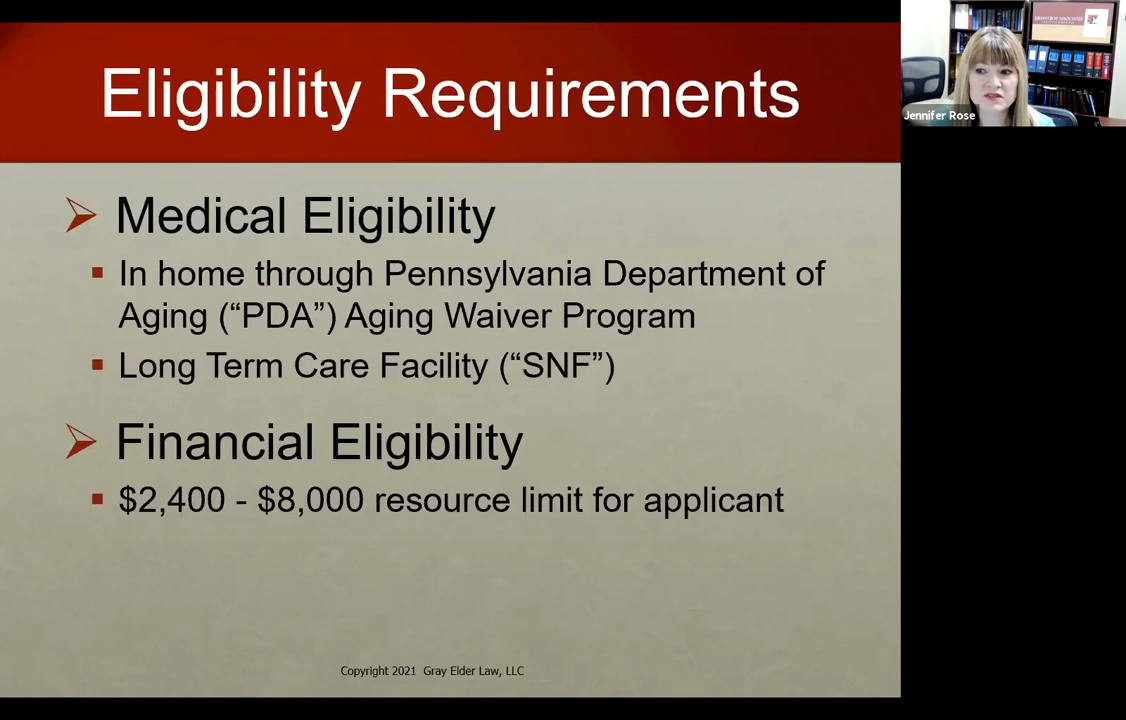 Eligibility Requirements
Medical Eligibility
In home through Pennsylvania Department of
Aging (“PDA”) Aging Waiver Program
Long Term Care Facility (“SNF”)
Financial Eligibility
$2,400 - $8,000 resource limit for applicant
Copyright 2021 Gray Elder Law, LLC
Jennifer Rose